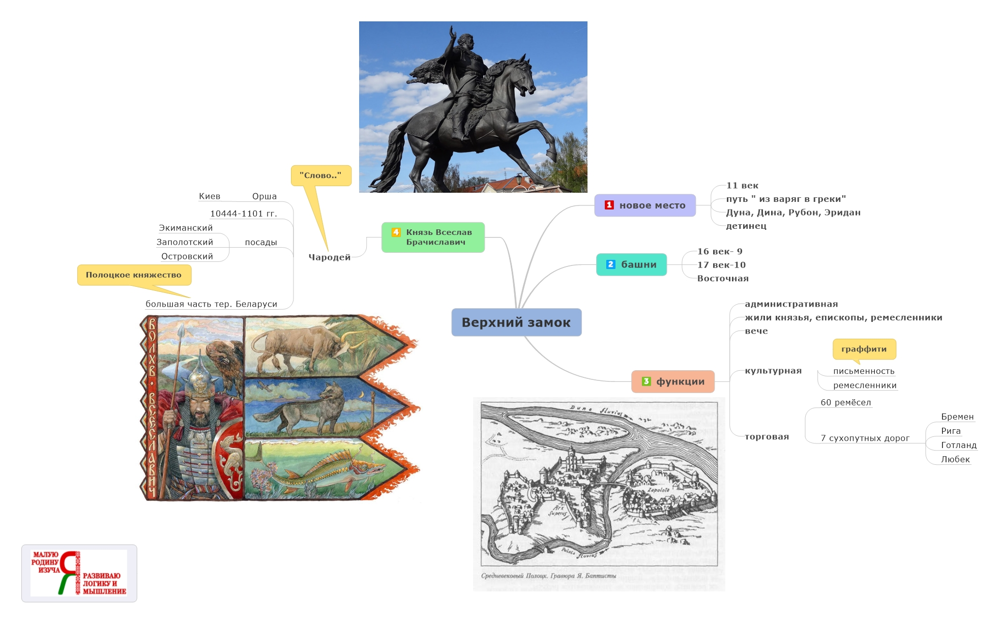 Верхний замок
1 новое место
11 век
путь " из варяг в греки"
Дуна, Дина, Рубон, Эридан
детинец
2 башни
16 век- 9
17 век-10
Восточная
3 функции
административная
жили князья, епископы, ремесленники
вече
культурная
граффити
письменность
ремесленники
торговая
60 ремёсел
7 сухопутных дорог
Бремен
Рига
Готланд
Любек
4 Князь Всеслав
Брачиславич
Чародей
"Слово.."
Орша
Киев
10444-1101 гг.
посады
Экиманский
Заполотский
Островский
большая часть тер. Беларуси
Полоцкое княжество
ВОЛХВ · ВСЕСЛАВИЧ
Duna fluvius
Zapolota
Arx
Superus
Polota
fluvius
Средневековый Полоцк. Гравюра Я. Баптисты
МАЛУЮ
РОДИНУ
ИЗУЧА
Я
РАЗВИВАЮ
ЛОГИКУ И
МЫШЛЕНИЕ